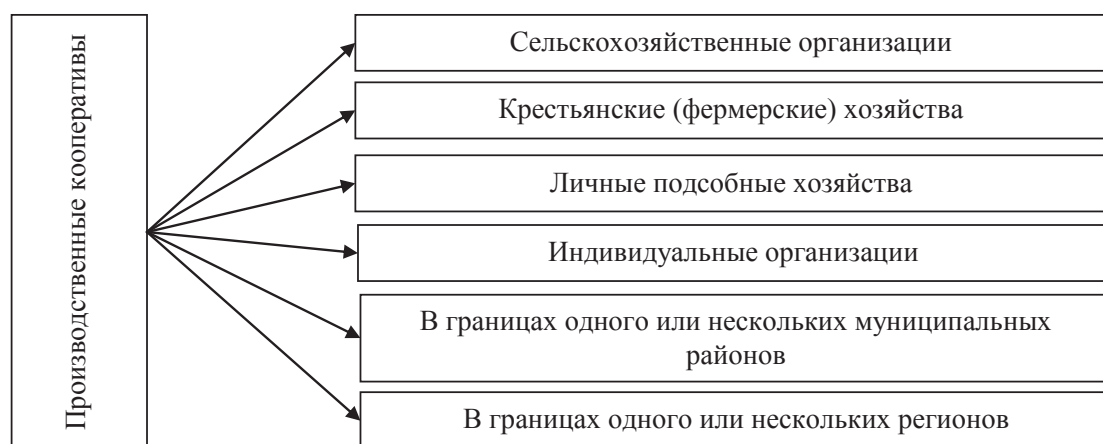 Производственные кооперативы
Сельскохозяйственные организации
Крестьянские (фермерские) хозяйства
Личные подсобные хозяйства
Индивидуальные организации
В границах одного или нескольких муниципальных
районов
В границах одного или нескольких регионов